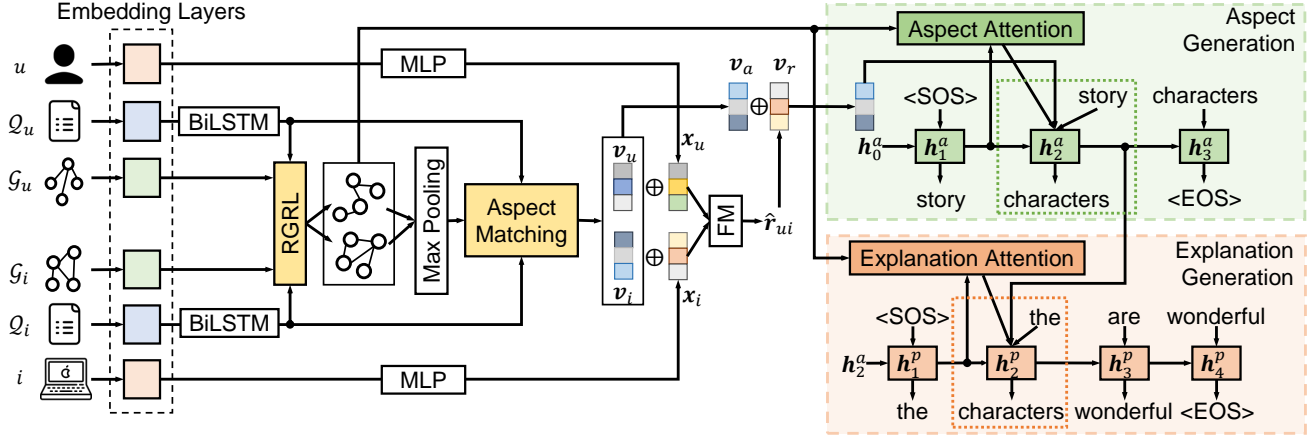 Embedding Layers
u
MLP
Q_u
BiLSTM
G_u
RGRL
Max Pooling
Aspect
Matching
G_i
Q_i
BiLSTM
i
MLP
v_u
⊕
x_u
v_i
⊕
x_i
FM
r̂_ui
v_a
⊕
v_r
Aspect
Generation
Aspect Attention
<SOS>
story
characters
h_0^a
h_1^a
h_2^a
h_3^a
story
characters
<EOS>
Explanation
Generation
Explanation Attention
<SOS>
the
are
wonderful
h_2^a
h_1^p
h_2^p
h_3^p
h_4^p
the
characters
wonderful
<EOS>